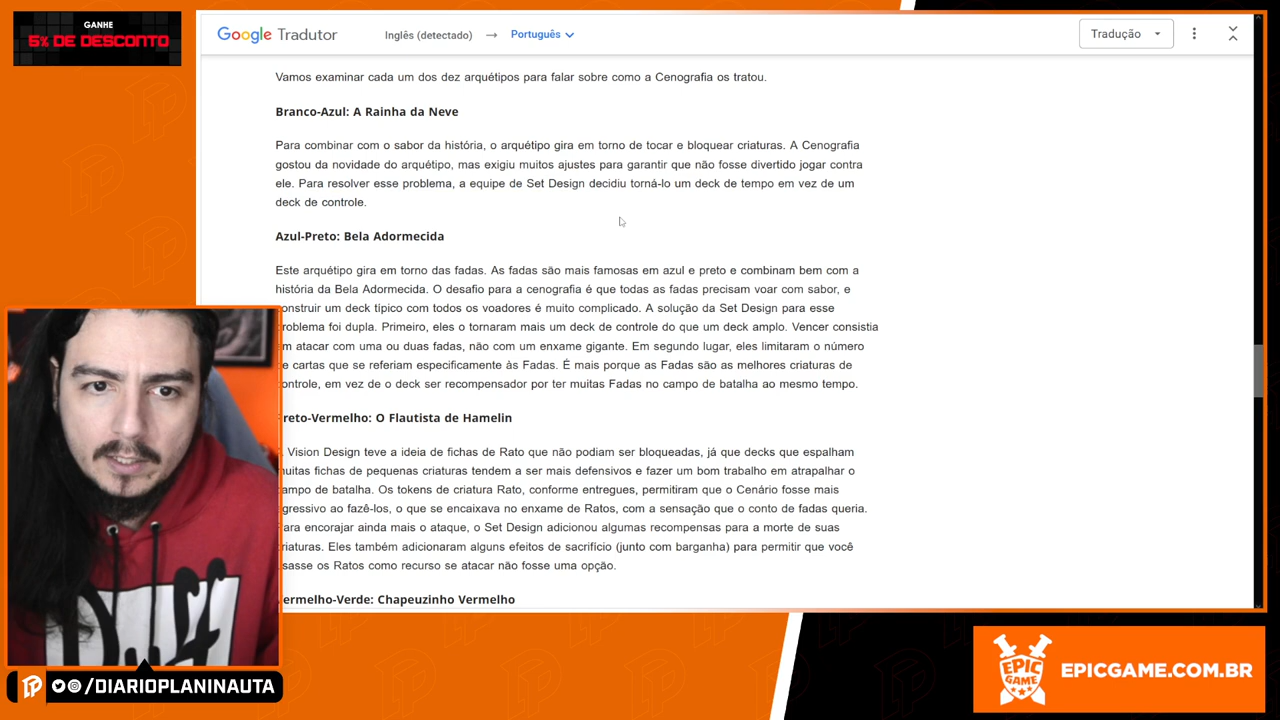 GANHE
5% DE DESCONTO
Google Tradutor
Inglês (detectado) → Português
Tradução
Vamos examinar cada um dos dez arquétipos para falar sobre como a Cenografia os tratou.
Branco-Azul: A Rainha da Neve
Para combinar com o sabor da história, o arquétipo gira em torno de tocar e bloquear criaturas. A Cenografia
gostou da novidade do arquétipo, mas exigiu muitos ajustes para garantir que não fosse divertido jogar contra
ele. Para resolver esse problema, a equipe de Set Design decidiu torná-lo um deck de tempo em vez de um
deck de controle.
Azul-Preto: Bela Adormecida
Este arquétipo gira em torno das fadas. As fadas são mais famosas em azul e preto e combinam bem com a
história da Bela Adormecida. O desafio para a cenografia é que todas as fadas precisam voar com sabor, e
construir um deck típico com todos os voadores é muito complicado. A solução da Set Design para esse
problema foi dupla. Primeiro, eles o tornaram mais um deck de controle do que um deck amplo. Vencer consistia
em atacar com uma ou duas fadas, não com um enxame gigante. Em segundo lugar, eles limitaram o número
de cartas que se referiam especificamente às Fadas. É mais porque as Fadas são as melhores criaturas de
controle, em vez de o deck ser recompensador por ter muitas Fadas no campo de batalha ao mesmo tempo.
Preto-Vermelho: O Flautista de Hamelin
Vision Design teve a ideia de fichas de Rato que não podiam ser bloqueadas, já que decks que espalham
muitas fichas de pequenas criaturas tendem a ser mais defensivos e fazer um bom trabalho em atrapalhar o
campo de batalha. Os tokens de criatura Rato, conforme entregues, permitiram que o Cenário fosse mais
agressivo ao fazê-los, o que se encaixava no enxame de Ratos, com a sensação que o conto de fadas queria.
Para encorajar ainda mais o ataque, o Set Design adicionou algumas recompensas para a morte de suas
criaturas. Eles também adicionaram alguns efeitos de sacrifício (junto com barganha) para permitir que você
usasse os Ratos como recurso se atacar não fosse uma opção.
Vermelho-Verde: Chapeuzinho Vermelho
/DIARIOPLANINAUTA
EPIC
GAME
EPICGAME.COM.BR